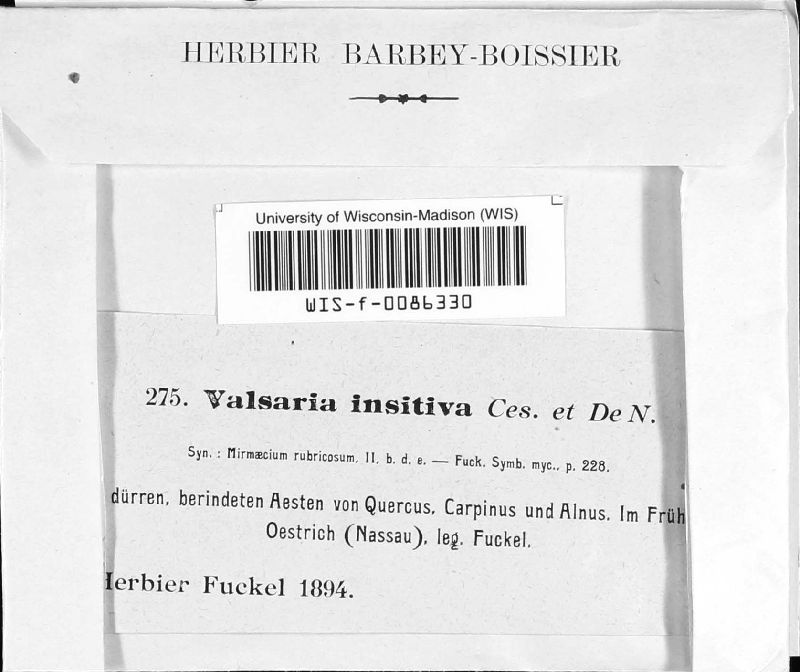 HERBIER BARBEY-BOISSIER
University of Wisconsin-Madison (WIS)
WIS-f-0086330
275. Valsaria insitiva Ces. et De N.
Syn. : Mirmæcium rubricosum, II, b. d. e. — Fuck. Symb. myc., p. 228.
dürren, berindeten Aesten von Quercus, Carpinus und Alnus. Im Früh
Oestrich (Nassau), leg. Fuckel.
Herbier Fuckel 1894.